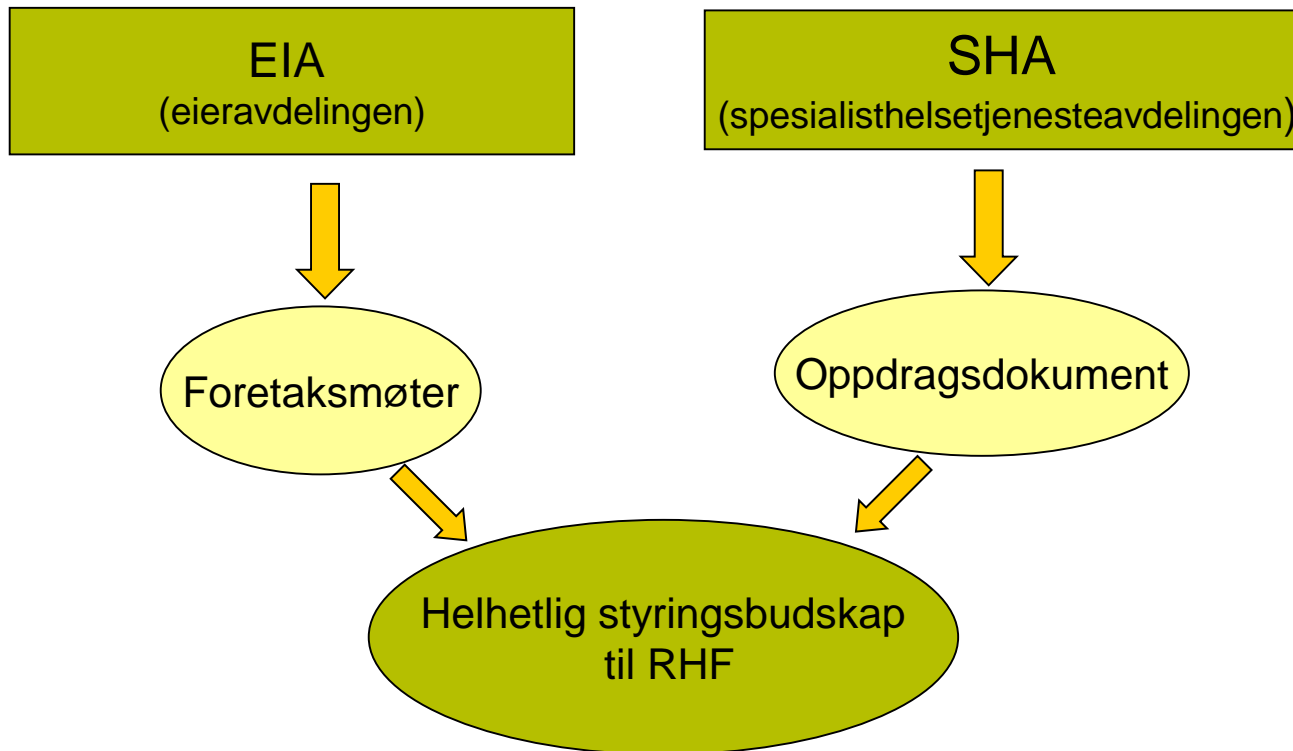 EIA
(eieravdelingen)
SHA
(spesialisthelsetjenesteavdelingen)
Foretaksmøter
Oppdragsdokument
Helhetlig styringsbudskap
til RHF